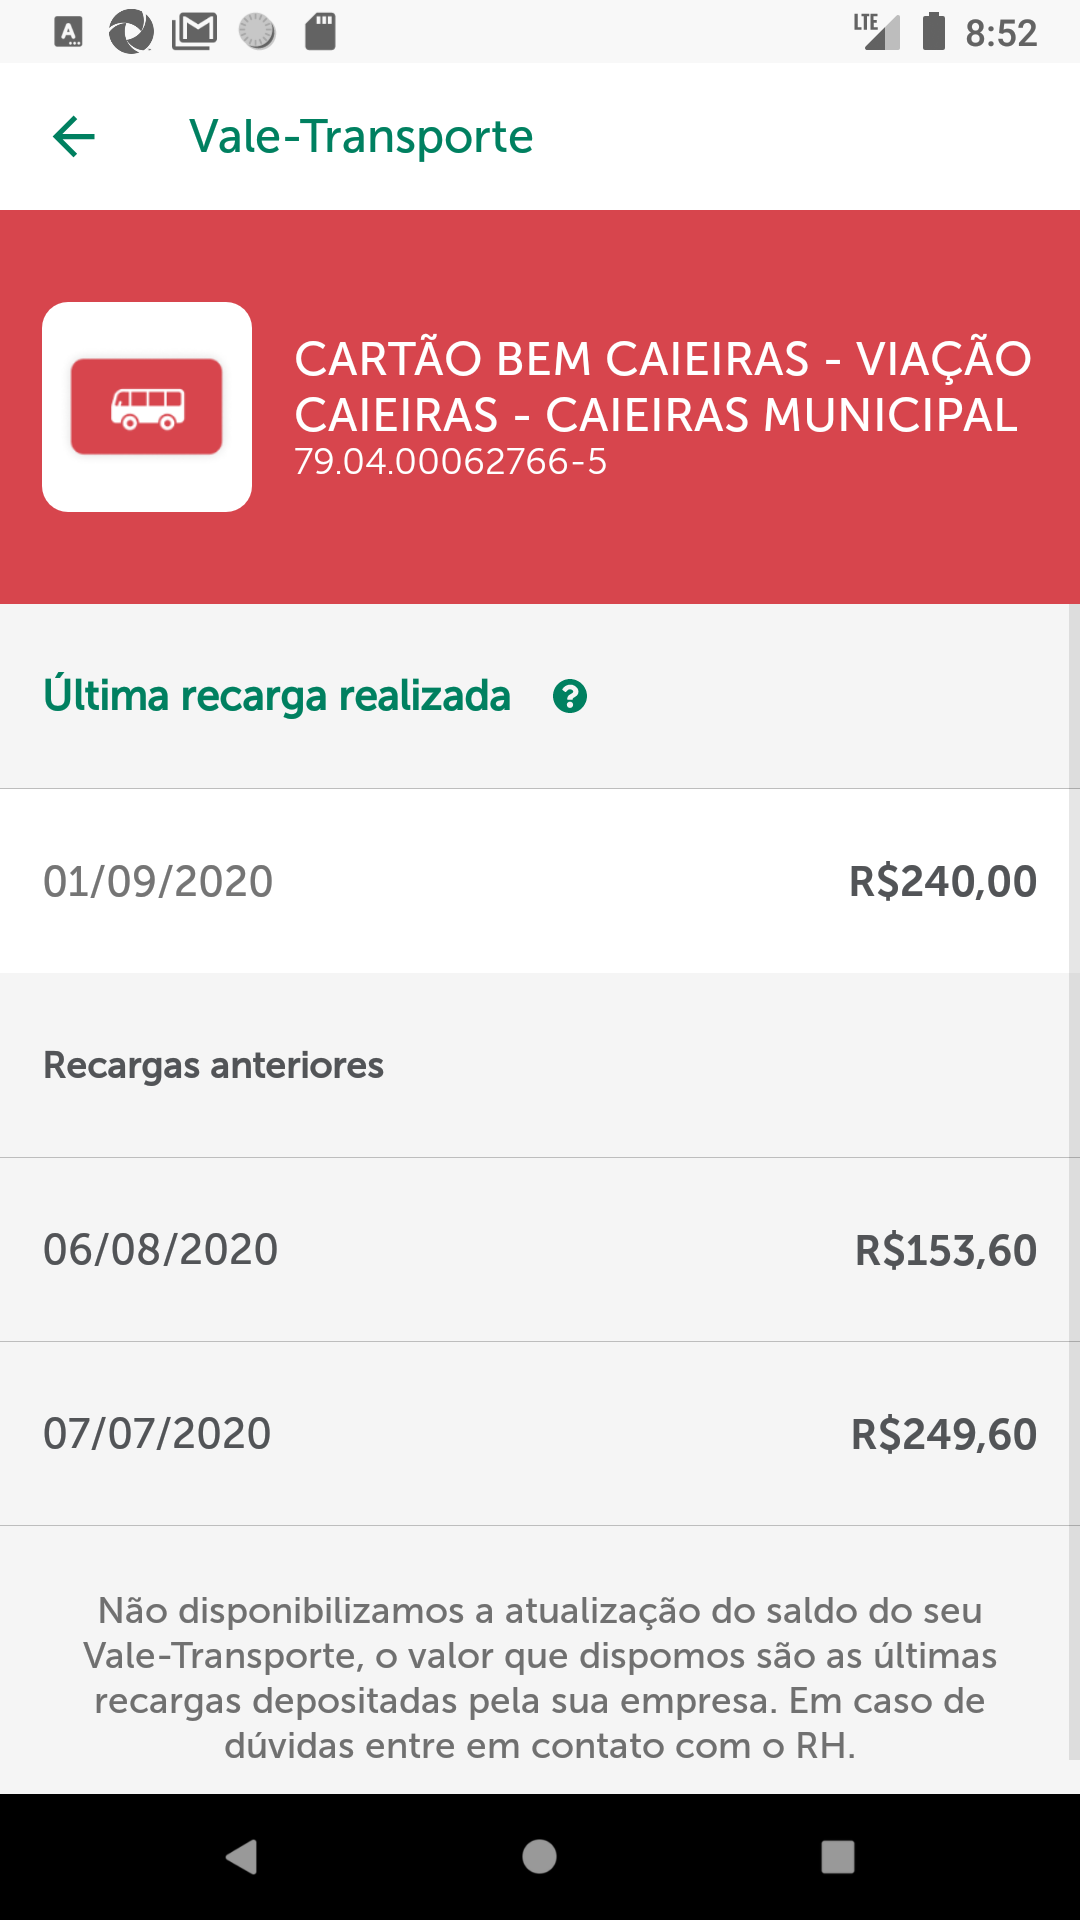 LTE 8:52
Vale-Transporte
CARTÃO BEM CAIEIRAS - VIAÇÃO
CAIEIRAS - CAIEIRAS MUNICIPAL
79.04.00062766-5
Última recarga realizada ?
01/09/2020 R$240,00
Recargas anteriores
06/08/2020 R$153,60
07/07/2020 R$249,60
Não disponibilizamos a atualização do saldo do seu
Vale-Transporte, o valor que dispomos são as últimas
recargas depositadas pela sua empresa. Em caso de
dúvidas entre em contato com o RH.